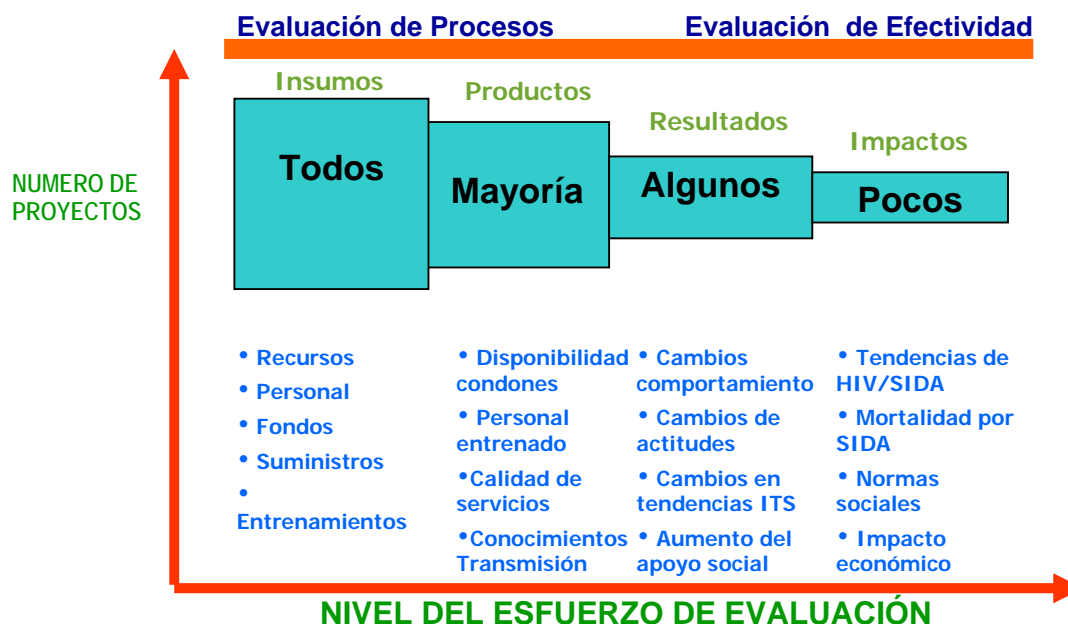 Evaluación de Procesos
Evaluación de Efectividad
Insumos
Productos
Resultados
Impactos
Todos
Mayoría
Algunos
Pocos
NUMERO DE
PROYECTOS
• Recursos
• Personal
• Fondos
• Suministros
•
Entrenamientos
• Disponibilidad
condones
• Personal
entrenado
•Calidad de
servicios
•Conocimientos
Transmisión
• Cambios
comportamiento
• Cambios de
actitudes
• Cambios en
tendencias ITS
• Aumento del
apoyo social
• Tendencias de
HIV/SIDA
• Mortalidad por
SIDA
• Normas
sociales
• Impacto
económico
NIVEL DEL ESFUERZO DE EVALUACIÓN